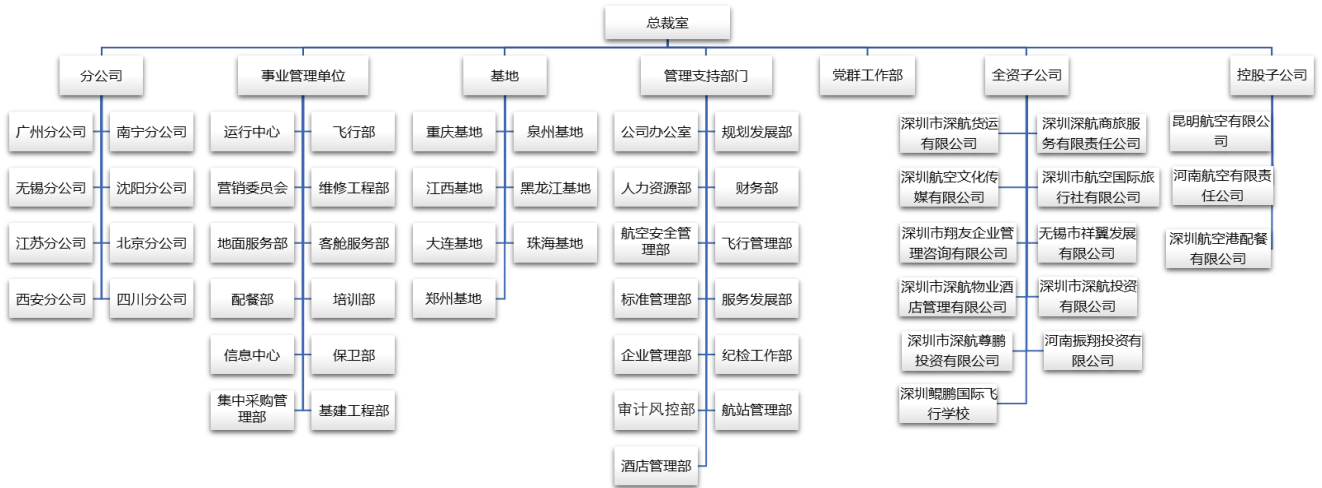 总裁室
分公司
事业管理单位
基地
管理支持部门
党群工作部
全资子公司
控股子公司
广州分公司
南宁分公司
无锡分公司
沈阳分公司
江苏分公司
北京分公司
西安分公司
四川分公司
运行中心
飞行部
营销委员会
维修工程部
地面服务部
客舱服务部
配餐部
培训部
信息中心
保卫部
集中采购管
理部
基建工程部
重庆基地
泉州基地
江西基地
黑龙江基地
大连基地
珠海基地
郑州基地
公司办公室
规划发展部
人力资源部
财务部
航空安全管
理部
飞行管理部
标准管理部
服务发展部
企业管理部
纪检工作部
审计风控部
航站管理部
酒店管理部
深圳市深航货运
有限公司
深圳深航商旅服
务有限责任公司
深圳航空文化传
媒有限公司
深圳市航空国际旅
行社有限公司
深圳市翔友企业管
理咨询有限公司
无锡市祥翼发展
有限公司
深圳市深航物业酒
店管理有限公司
深圳市深航投资
有限公司
深圳市深航尊鹏
投资有限公司
河南振翔投资有
限公司
深圳鲲鹏国际飞
行学校
昆明航空有限公
司
河南航空有限责
任公司
深圳航空港配餐
有限公司